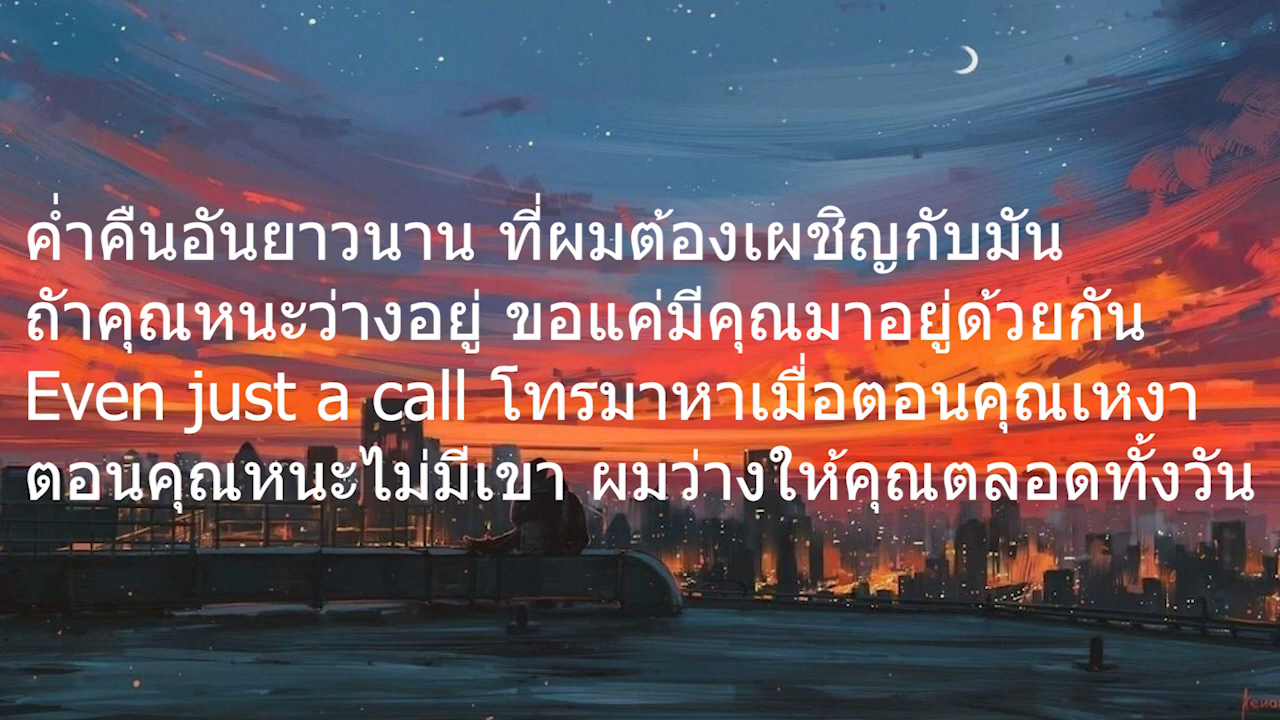 ค่ำคืนอันยาวนาน ที่ผมต้องเผชิญกับมัน
ถ้าคุณหนะว่างอยู่ ขอแค่มีคุณมาอยู่ด้วยกัน
Even just a call โทรมาหาเมื่อตอนคุณเหงา
ตอนคุณหนะไม่มีเขา ผมว่างให้คุณตลอดทั้งวัน